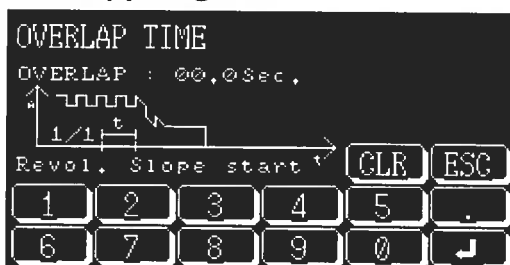 OVERLAP TIME
OVERLAP : 00.0Sec.
A
1/1 t
Revol. Slope start t CLR ESC
1 2 3 4 5 .
6 7 8 9 0 ↵